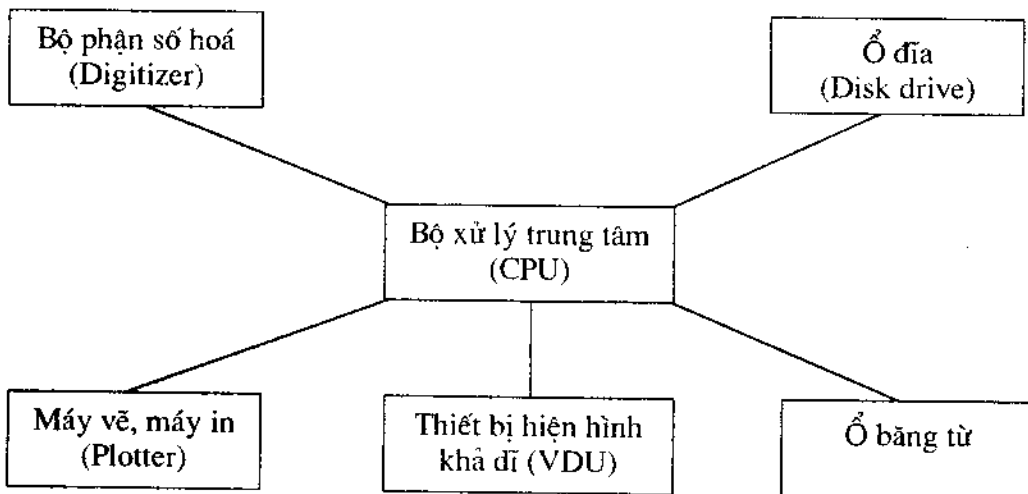 Bộ phận số hoá
(Digitizer)
Ổ đĩa
(Disk drive)
Bộ xử lý trung tâm
(CPU)
Máy vẽ, máy in
(Plotter)
Thiết bị hiện hình
khả dĩ (VDU)
Ổ băng từ